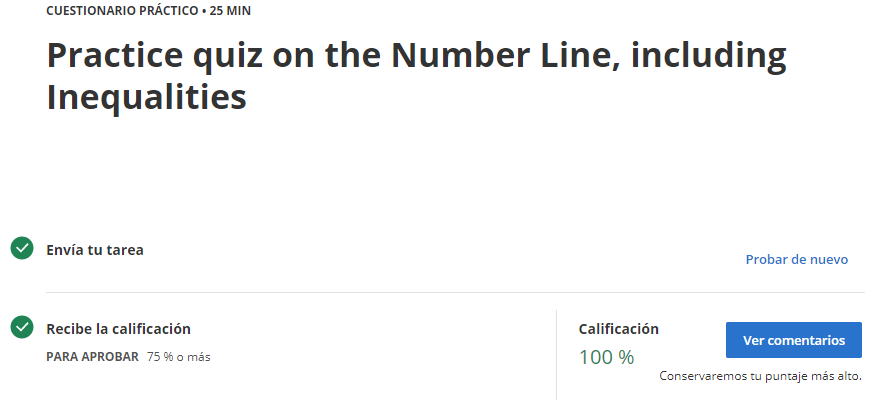 CUESTIONARIO PRÁCTICO • 25 MIN
Practice quiz on the Number Line, including
Inequalities
Envía tu tarea
Probar de nuevo
Recibe la calificación
PARA APROBAR 75 % o más
Calificación
100 %
Ver comentarios
Conservaremos tu puntaje más alto.